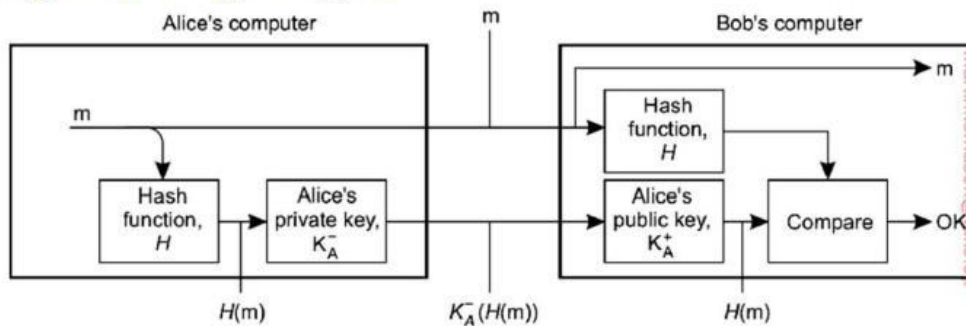 Alice's computer
m
Bob's computer
m
m
Hash
function,
H
Hash
function,
H
Alice's
private key,
K_A^-
Alice's
public key,
K_A^+
Compare
OK
H(m)
K_A^-(H(m))
H(m)